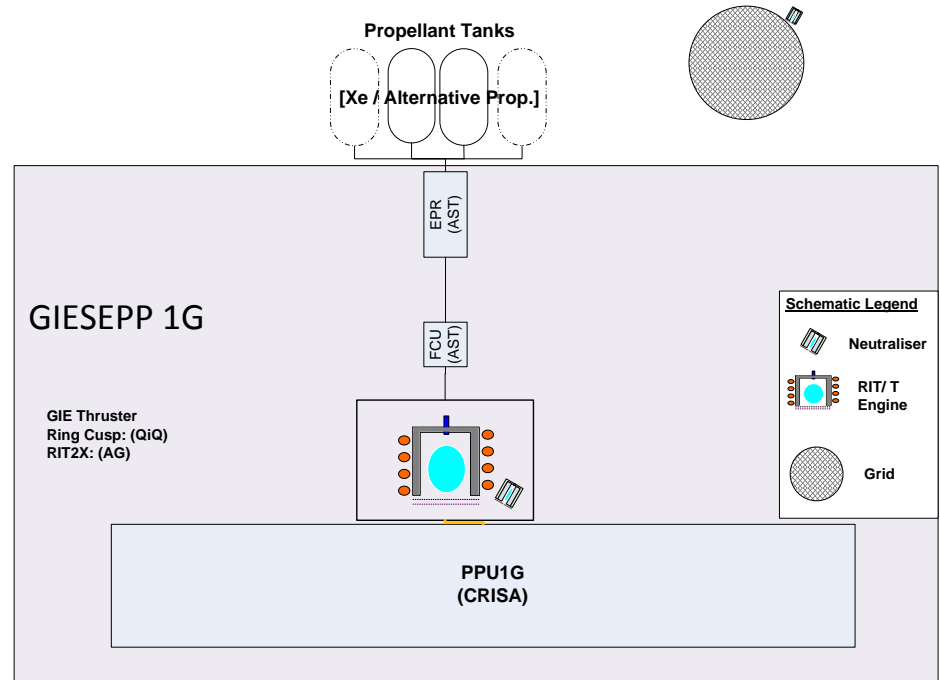 Propellant Tanks
[Xe / Alternative Prop.]
EPR
(AST)
GIESEPP 1G
FCU
(AST)
Schematic Legend
Neutraliser
RIT/ T
Engine
Grid
GIE Thruster
Ring Cusp: (QiQ)
RIT2X: (AG)
PPU1G
(CRISA)